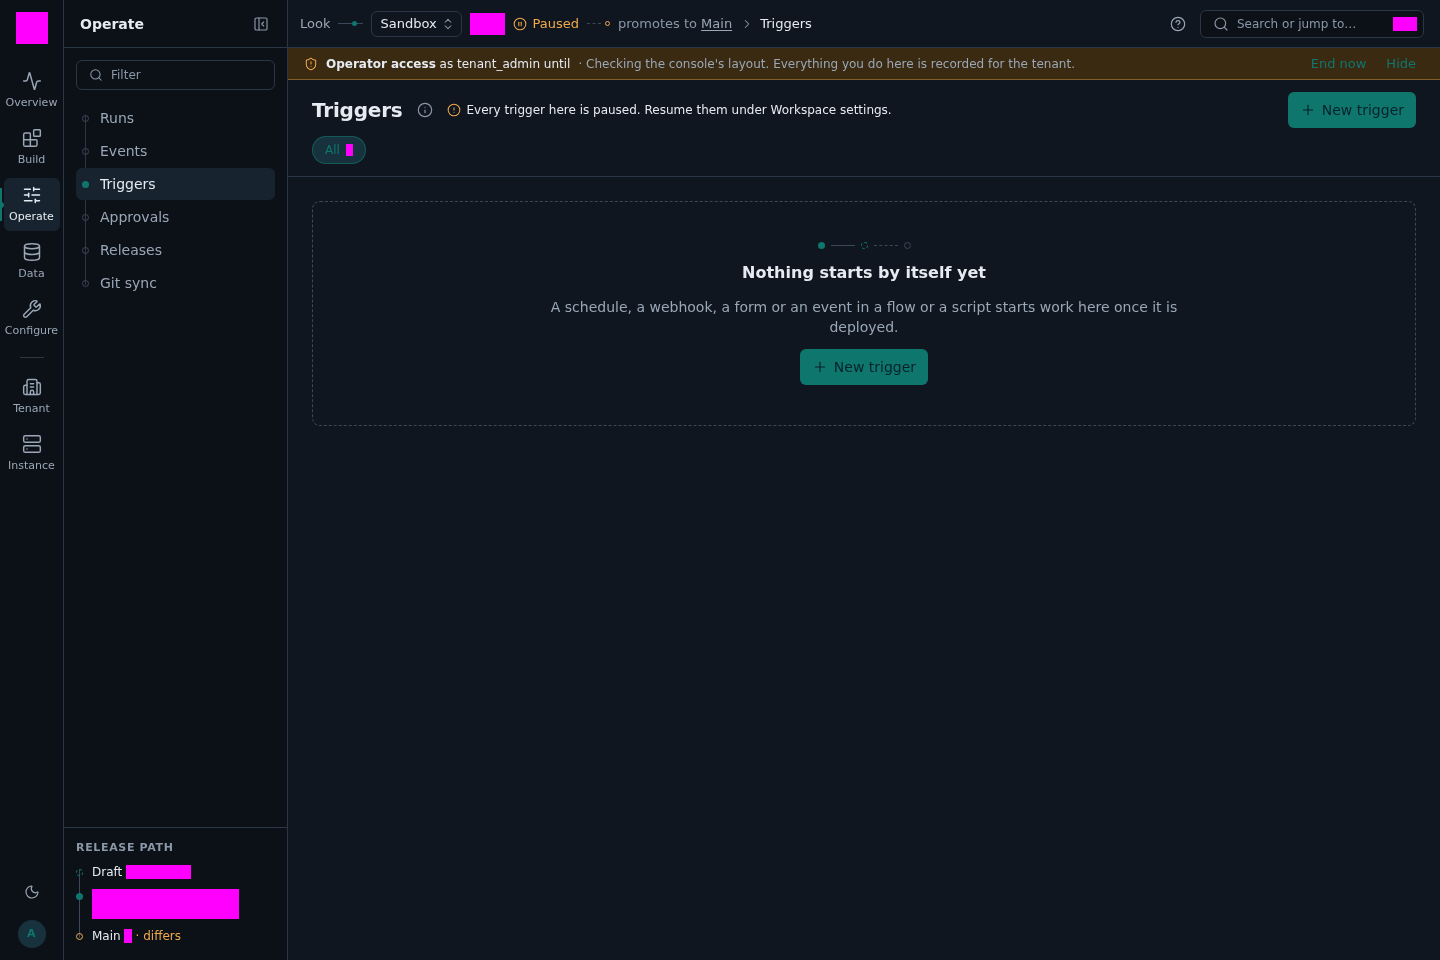 Operate
Look
Sandbox
Paused
promotes to Main
Triggers
Search or jump to...
Operator access as tenant_admin until · Checking the console's layout. Everything you do here is recorded for the tenant.
End now
Hide
Filter
Overview
Build
Operate
Data
Configure
Tenant
Instance
Runs
Events
Triggers
Approvals
Releases
Git sync
Triggers
Every trigger here is paused. Resume them under Workspace settings.
New trigger
All
Nothing starts by itself yet
A schedule, a webhook, a form or an event in a flow or a script starts work here once it is
deployed.
New trigger
RELEASE PATH
Draft
Main · differs
A